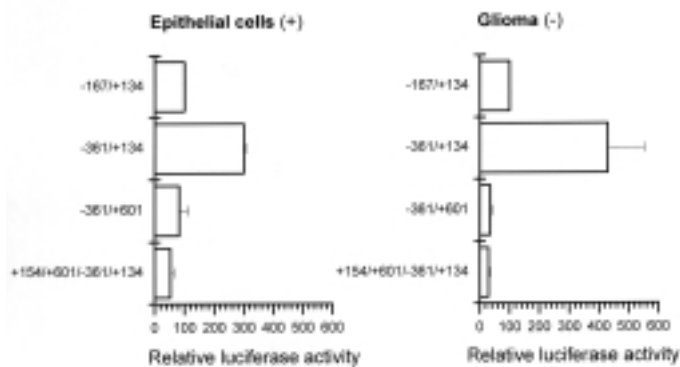 Epithelial cells (+)
-167/+134
-361/+134
-361/+601
+154/+601/-361/+134
0 100 200 300 400 500 600
Relative luciferase activity
Glioma (-)
-167/+134
-361/+134
-361/+601
+154/+601/-361/+134
0 100 200 300 400 500 600
Relative luciferase activity